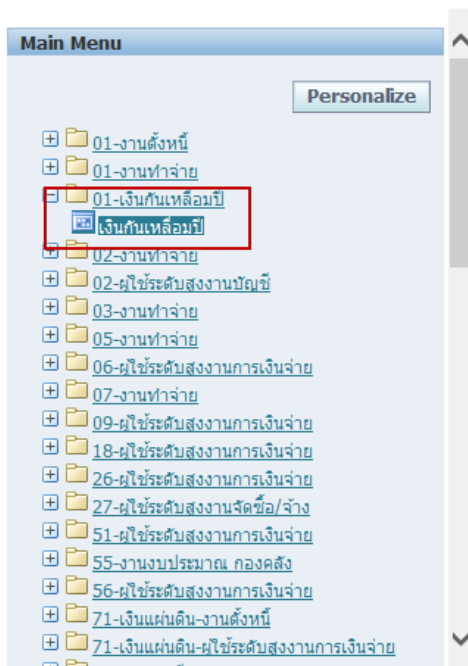 Main Menu
Personalize
01-งานตั้งหนี้
01-งานทำจ่าย
01-เงินกันเหลื่อมปี
เงินกันเหลื่อมปี
02-งานทำจ่าย
02-ผู้ใช้ระดับสูงงานบัญชี
03-งานทำจ่าย
05-งานทำจ่าย
06-ผู้ใช้ระดับสูงงานการเงินจ่าย
07-งานทำจ่าย
09-ผู้ใช้ระดับสูงงานการเงินจ่าย
18-ผู้ใช้ระดับสูงงานการเงินจ่าย
26-ผู้ใช้ระดับสูงงานการเงินจ่าย
27-ผู้ใช้ระดับสูงงานจัดซื้อ/จ้าง
51-ผู้ใช้ระดับสูงงานการเงินจ่าย
55-งานงบประมาณ กองคลัง
56-ผู้ใช้ระดับสูงงานการเงินจ่าย
71-เงินแผ่นดิน-งานตั้งหนี้
71-เงินแผ่นดิน-ผู้ใช้ระดับสูงงานการเงินจ่าย